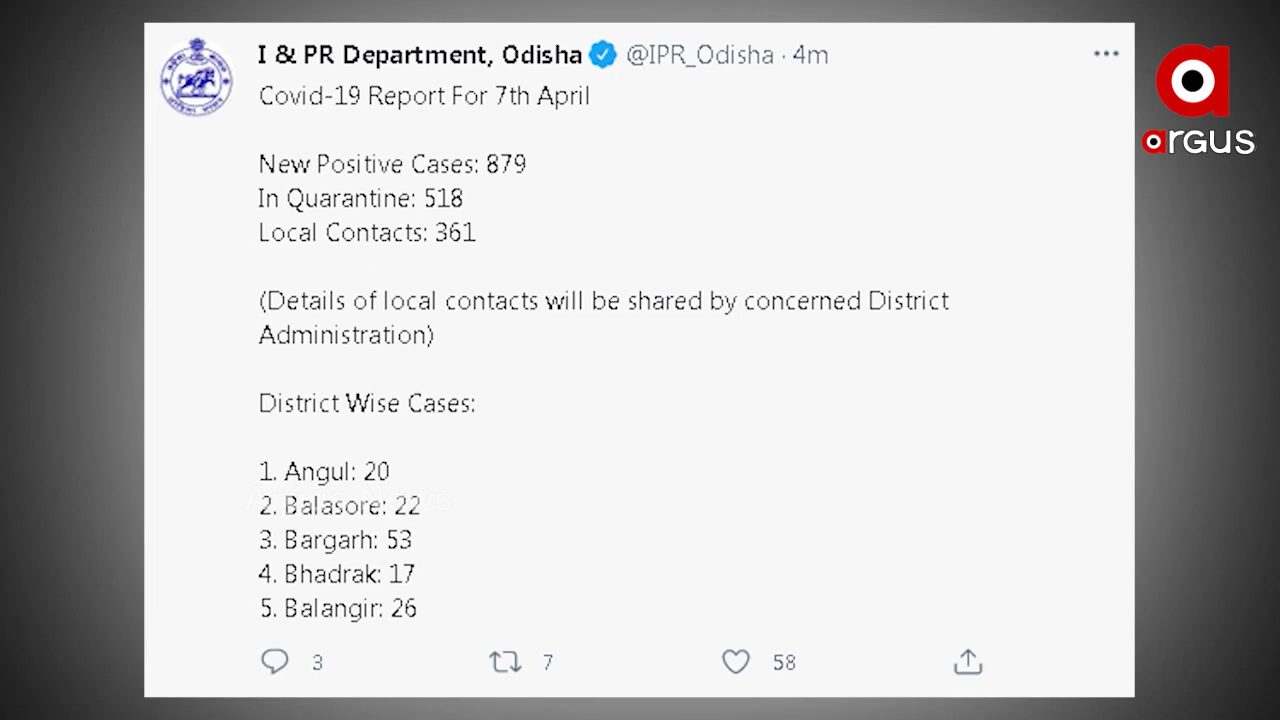 I & PR Department, Odisha @IPR_Odisha · 4m
Covid-19 Report For 7th April
New Positive Cases: 879
In Quarantine: 518
Local Contacts: 361
(Details of local contacts will be shared by concerned District
Administration)
District Wise Cases:
1. Angul: 20
2. Balasore: 22
3. Bargarh: 53
4. Bhadrak: 17
5. Balangir: 26
3 7 58
argus